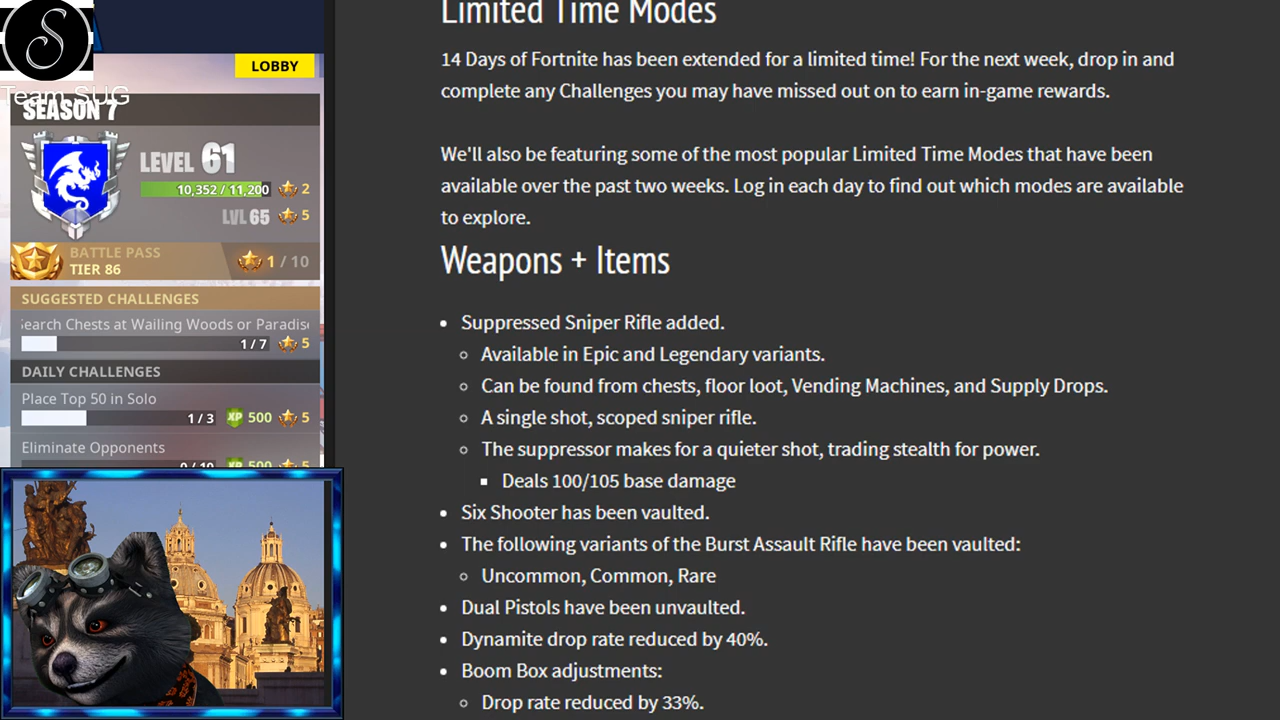 S
Team SUG
LOBBY
SEASON 7
LEVEL 61
10,352 / 11,200 2
LVL 65 5
BATTLE PASS
TIER 86
1 / 10
SUGGESTED CHALLENGES
Search Chests at Wailing Woods or Paradis
1 / 7 5
DAILY CHALLENGES
Place Top 50 in Solo
1 / 3 XP 500 5
Eliminate Opponents
0 / 10 XP 500 5
Limited Time Modes
14 Days of Fortnite has been extended for a limited time! For the next week, drop in and
complete any Challenges you may have missed out on to earn in-game rewards.
We'll also be featuring some of the most popular Limited Time Modes that have been
available over the past two weeks. Log in each day to find out which modes are available
to explore.
Weapons + Items
• Suppressed Sniper Rifle added.
○ Available in Epic and Legendary variants.
○ Can be found from chests, floor loot, Vending Machines, and Supply Drops.
○ A single shot, scoped sniper rifle.
○ The suppressor makes for a quieter shot, trading stealth for power.
▪ Deals 100/105 base damage
• Six Shooter has been vaulted.
• The following variants of the Burst Assault Rifle have been vaulted:
○ Uncommon, Common, Rare
• Dual Pistols have been unvaulted.
• Dynamite drop rate reduced by 40%.
• Boom Box adjustments:
○ Drop rate reduced by 33%.